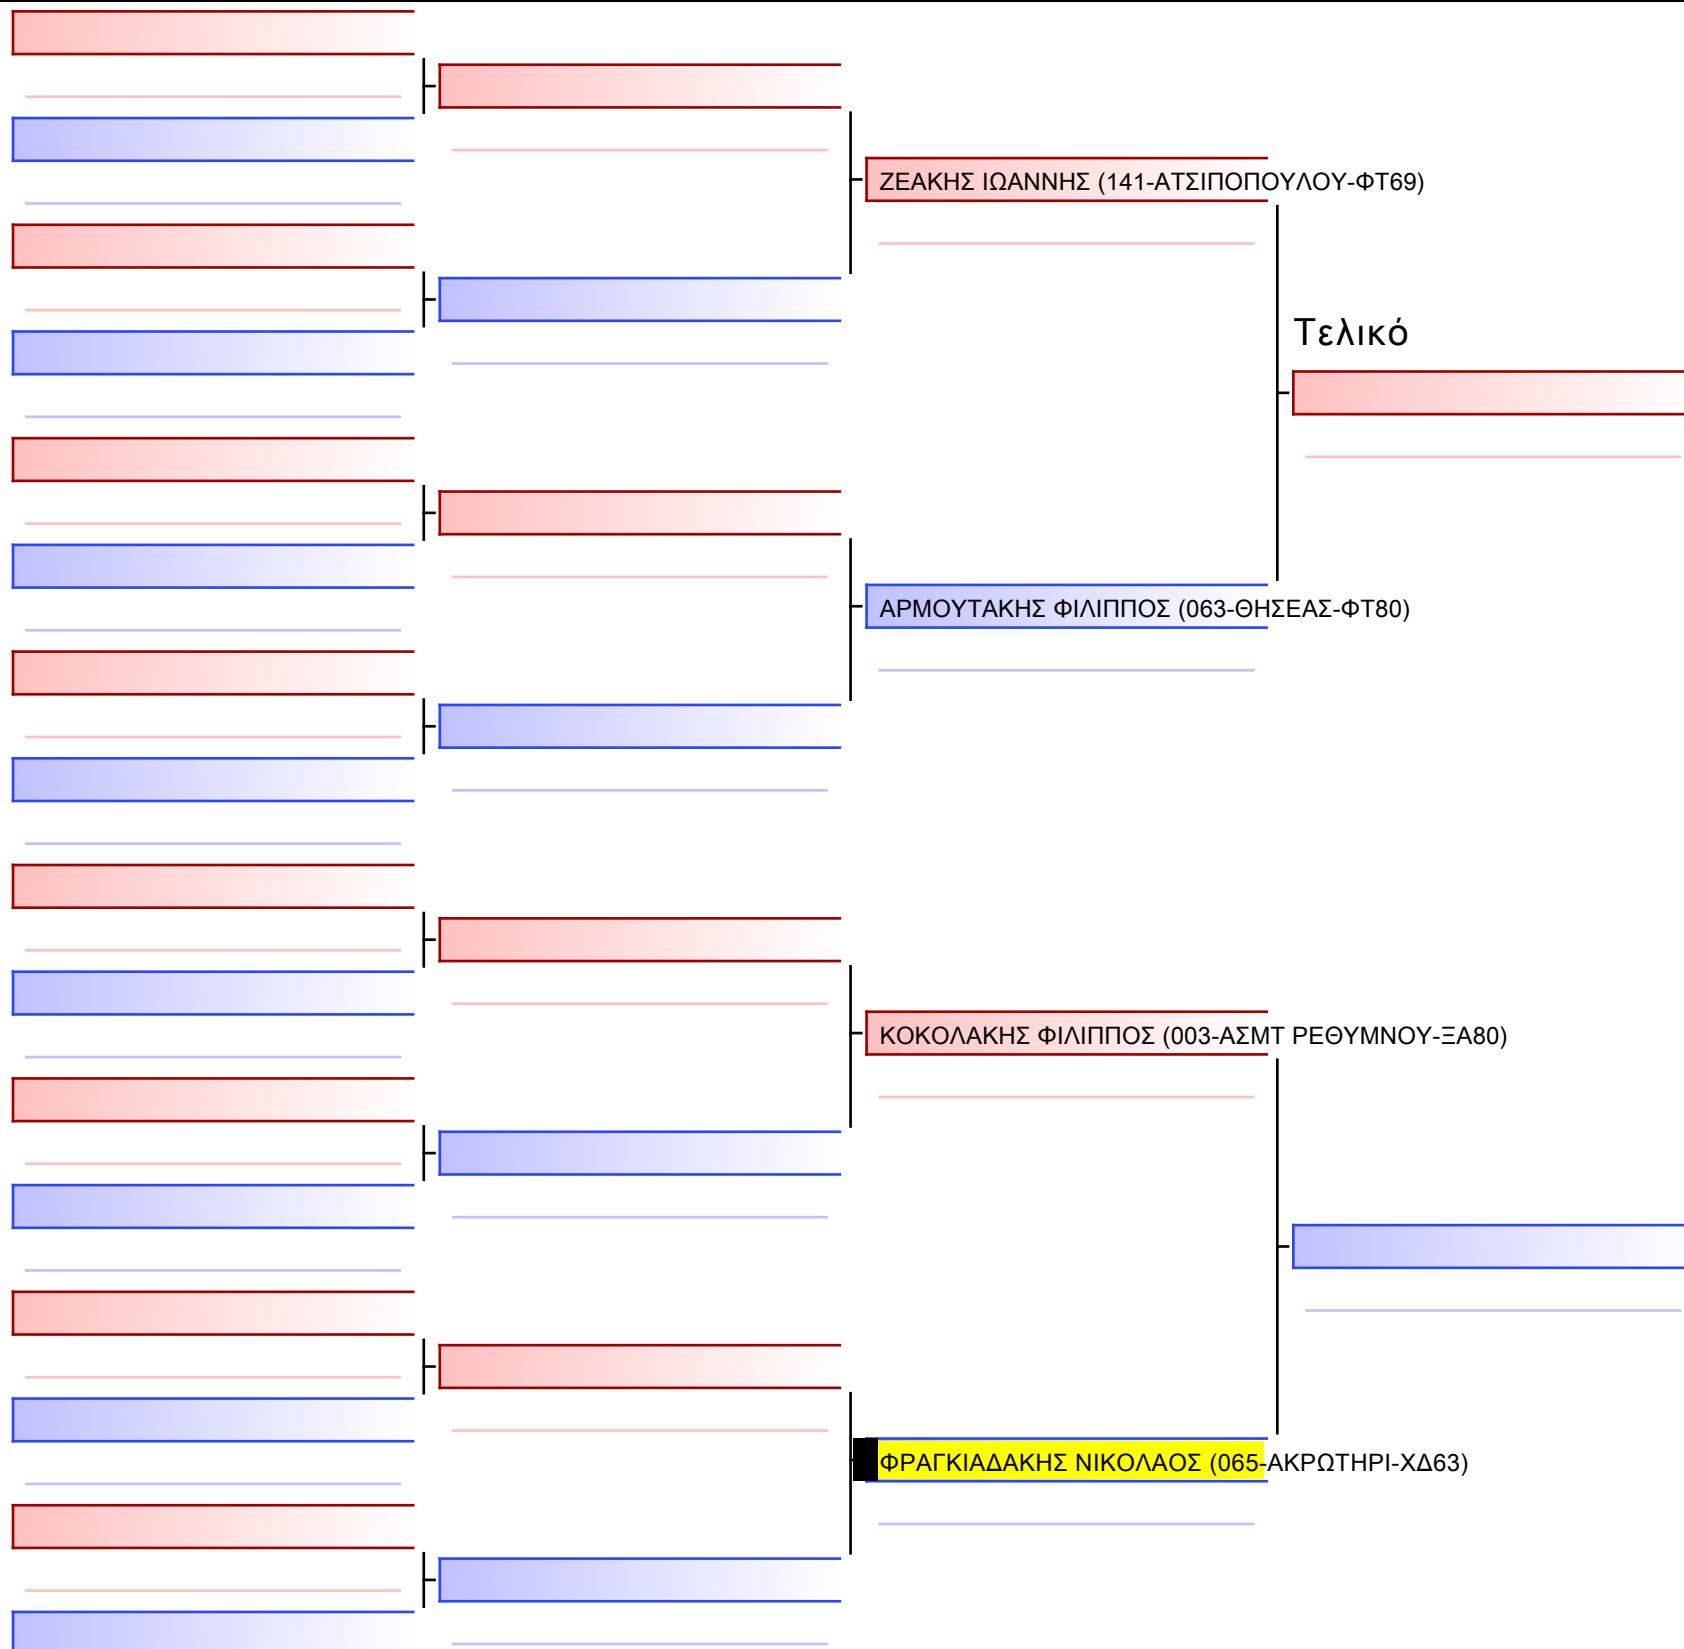 ΖΕΑΚΗΣ ΙΩΑΝΝΗΣ (141-ΑΤΣΙΠΟΠΟΥΛΟΥ-ΦΤ69)
Τελικό
ΑΡΜΟΥΤΑΚΗΣ ΦΙΛΙΠΠΟΣ (063-ΘΗΣΕΑΣ-ΦΤ80)
ΚΟΚΟΛΑΚΗΣ ΦΙΛΙΠΠΟΣ (003-ΑΣΜΤ ΡΕΘΥΜΝΟΥ-ΞΑ80)
ΦΡΑΓΚΙΑΔΑΚΗΣ ΝΙΚΟΛΑΟΣ (065-ΑΚΡΩΤΗΡΙ-ΧΔ63)